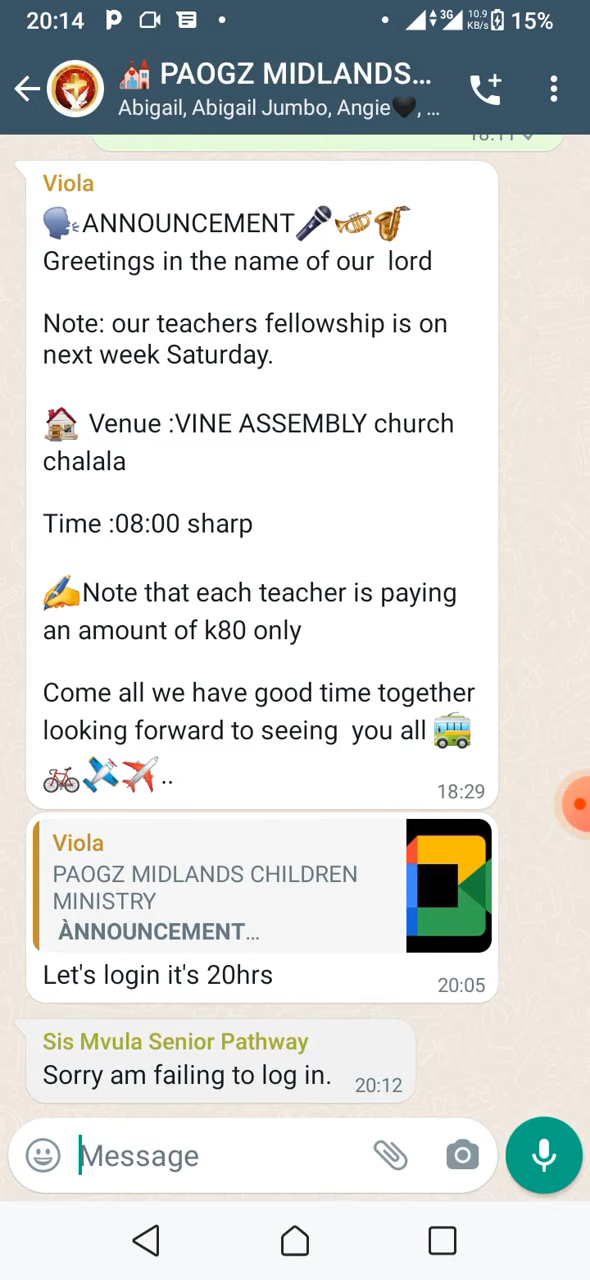 20:14 3G 10.9 KB/s 15%
PAOGZ MIDLANDS...
Abigail, Abigail Jumbo, Angie🖤, ...
Viola
🗣️ANNOUNCEMENT🎤🎺🎷
Greetings in the name of our lord
Note: our teachers fellowship is on
next week Saturday.
🏠 Venue :VINE ASSEMBLY church
chalala
Time :08:00 sharp
✍️Note that each teacher is paying
an amount of k80 only
Come all we have good time together
looking forward to seeing you all 🚎
🚲🛩️✈️..
18:29
Viola
PAOGZ MIDLANDS CHILDREN
MINISTRY
ÀNNOUNCEMENT...
Let's login it's 20hrs
20:05
Sis Mvula Senior Pathway
Sorry am failing to log in.
20:12
Message